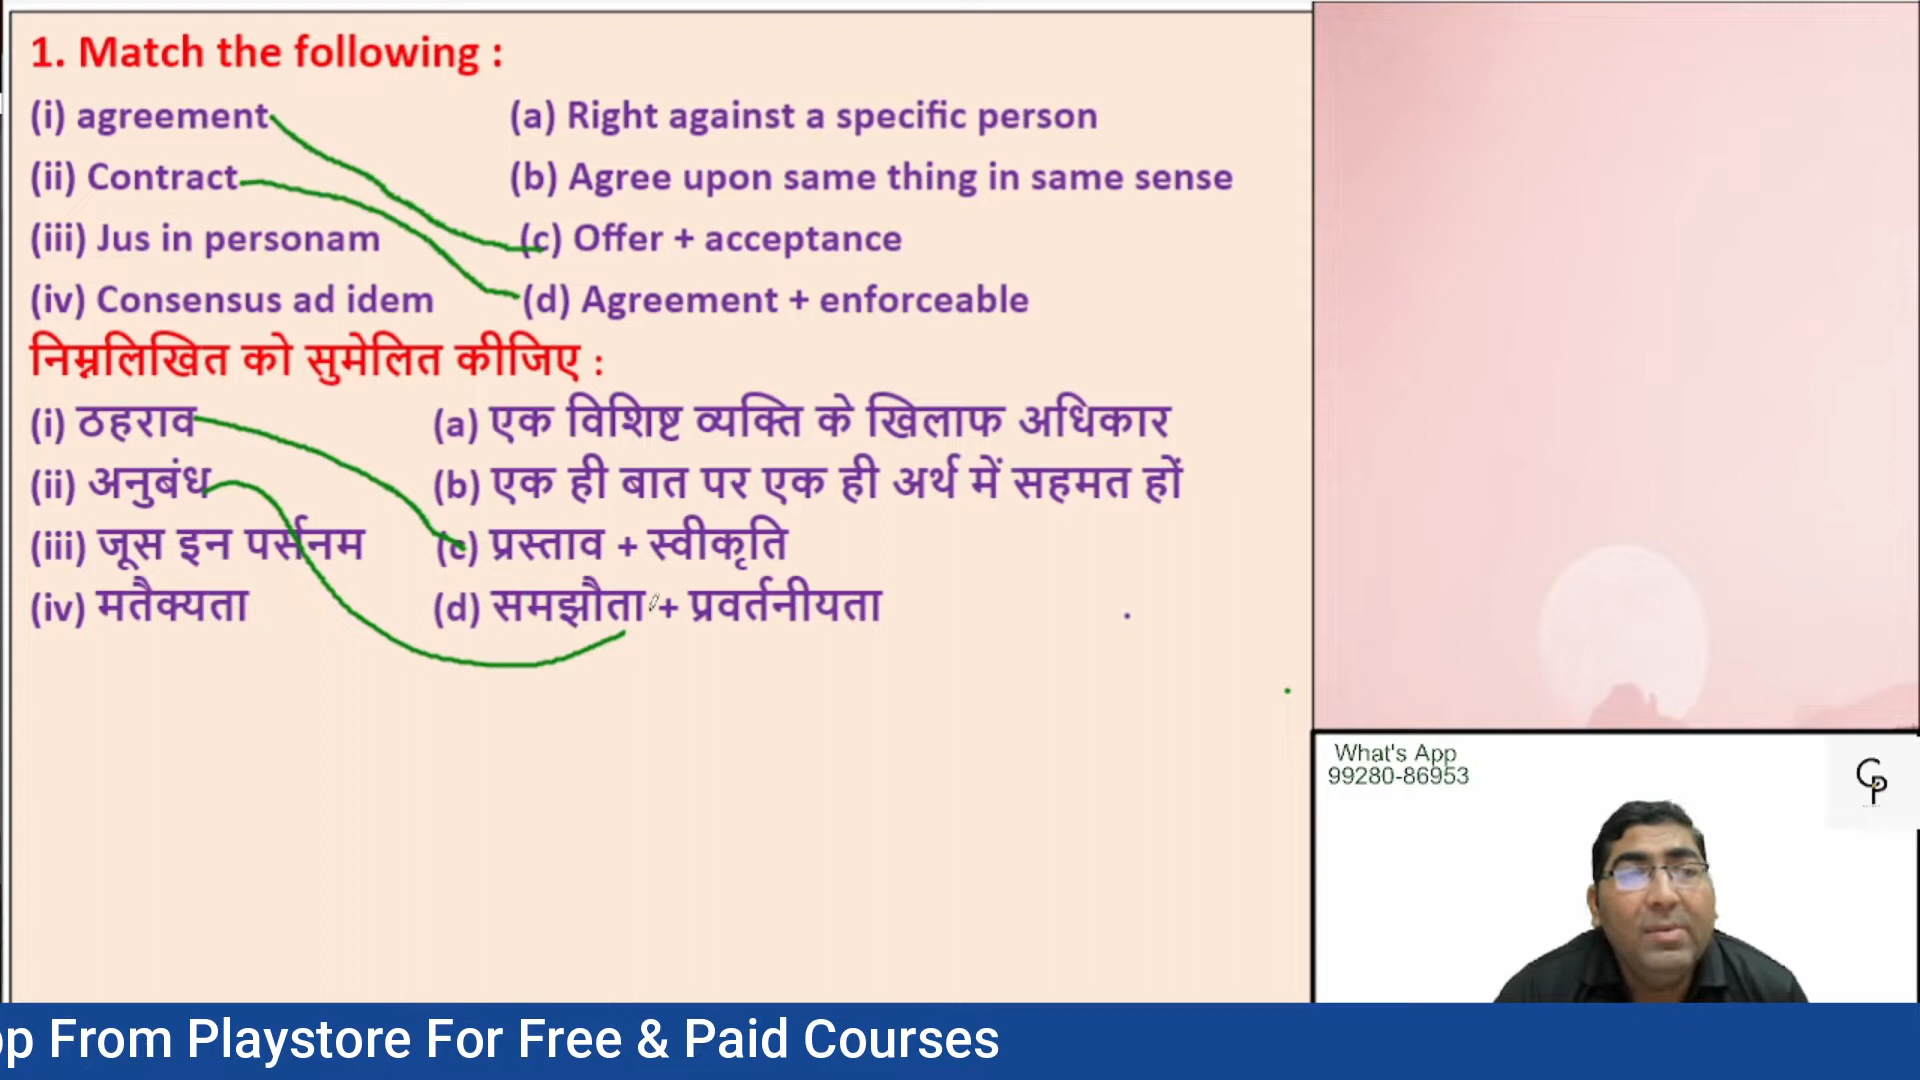 1. Match the following :
(i) agreement (a) Right against a specific person
(ii) Contract (b) Agree upon same thing in same sense
(iii) Jus in personam (c) Offer + acceptance
(iv) Consensus ad idem (d) Agreement + enforceable
निम्नलिखित को सुमेलित कीजिए :
(i) ठहराव (a) एक विशिष्ट व्यक्ति के खिलाफ अधिकार
(ii) अनुबंध (b) एक ही बात पर एक ही अर्थ में सहमत हों
(iii) जूस इन पर्सनम (c) प्रस्ताव + स्वीकृति
(iv) मतैक्यता (d) समझौता + प्रवर्तनीयता
What's App
99280-86953
CP
From Playstore For Free & Paid Courses